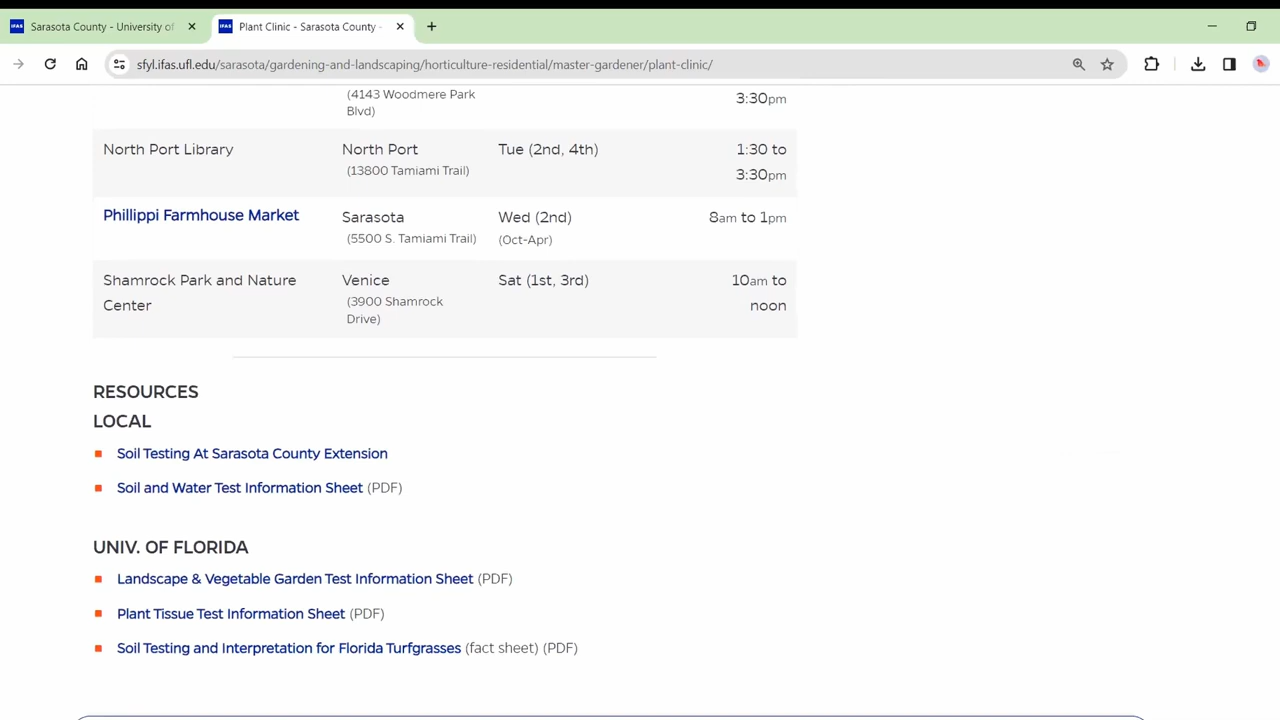 Sarasota County - University of
Plant Clinic - Sarasota County -
sfyl.ifas.ufl.edu/sarasota/gardening-and-landscaping/horticulture-residential/master-gardener/plant-clinic/
(4143 Woodmere Park
Blvd)
3:30pm
North Port Library
North Port
(13800 Tamiami Trail)
Tue (2nd, 4th)
1:30 to
3:30pm
Phillippi Farmhouse Market
Sarasota
(5500 S. Tamiami Trail)
Wed (2nd)
(Oct-Apr)
8am to 1pm
Shamrock Park and Nature
Center
Venice
(3900 Shamrock
Drive)
Sat (1st, 3rd)
10am to
noon
RESOURCES
LOCAL
Soil Testing At Sarasota County Extension
Soil and Water Test Information Sheet (PDF)
UNIV. OF FLORIDA
Landscape & Vegetable Garden Test Information Sheet (PDF)
Plant Tissue Test Information Sheet (PDF)
Soil Testing and Interpretation for Florida Turfgrasses (fact sheet) (PDF)